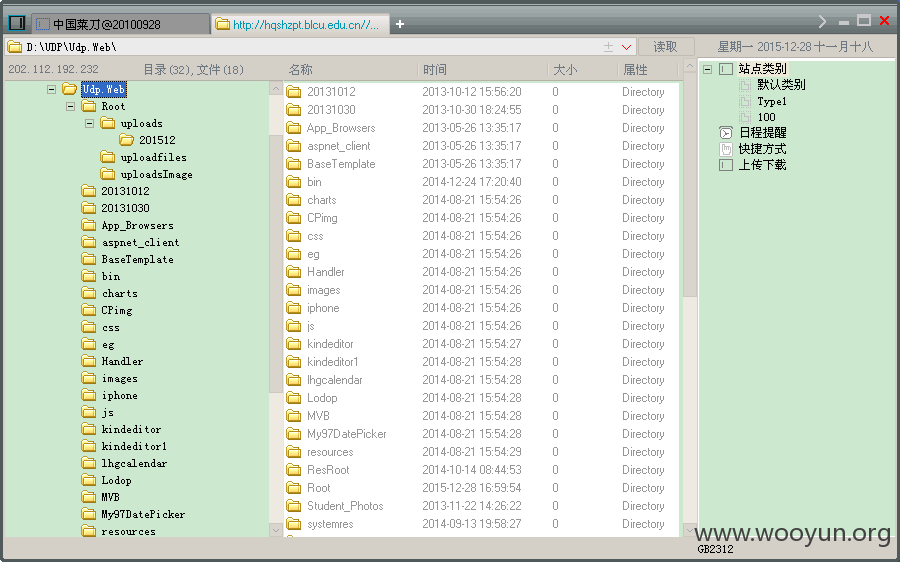 中国菜刀@20100928
http://hqshzpt.blcu.edu.cn//...
+
D:\UDP\Udp.Web\
读取
星期一 2015-12-28 十一月十八
202.112.192.232 目录(32),文件(18)
名称 时间 大小 属性
Udp.Web
Root
uploads
201512
uploadfiles
uploadsImage
20131012
20131030
App_Browsers
aspnet_client
BaseTemplate
bin
charts
CPimg
css
eg
Handler
images
iphone
js
kindeditor
kindeditor1
lhgcalendar
Lodop
MVB
My97DatePicker
resources
20131012 2013-10-12 15:56:20 0 Directory
20131030 2013-10-30 18:24:55 0 Directory
App_Browsers 2013-05-26 13:35:17 0 Directory
aspnet_client 2013-05-26 13:35:17 0 Directory
BaseTemplate 2013-05-26 13:35:17 0 Directory
bin 2014-12-24 17:20:40 0 Directory
charts 2014-08-21 15:54:26 0 Directory
CPimg 2014-08-21 15:54:26 0 Directory
css 2014-08-21 15:54:26 0 Directory
eg 2014-08-21 15:54:26 0 Directory
Handler 2014-08-21 15:54:26 0 Directory
images 2014-08-21 15:54:26 0 Directory
iphone 2014-08-21 15:54:26 0 Directory
js 2014-08-21 15:54:26 0 Directory
kindeditor 2014-08-21 15:54:27 0 Directory
kindeditor1 2014-08-21 15:54:28 0 Directory
lhgcalendar 2014-08-21 15:54:28 0 Directory
Lodop 2014-08-21 15:54:28 0 Directory
MVB 2014-08-21 15:54:28 0 Directory
My97DatePicker 2014-08-21 15:54:28 0 Directory
resources 2014-08-21 15:54:29 0 Directory
ResRoot 2014-10-14 08:44:53 0 Directory
Root 2015-12-28 16:59:54 0 Directory
Student_Photos 2013-11-22 14:26:22 0 Directory
systemres 2014-09-13 19:58:27 0 Directory
站点类别
默认类别
Type1
100
日程提醒
快捷方式
上传下载
www.wooyun.org
GB2312